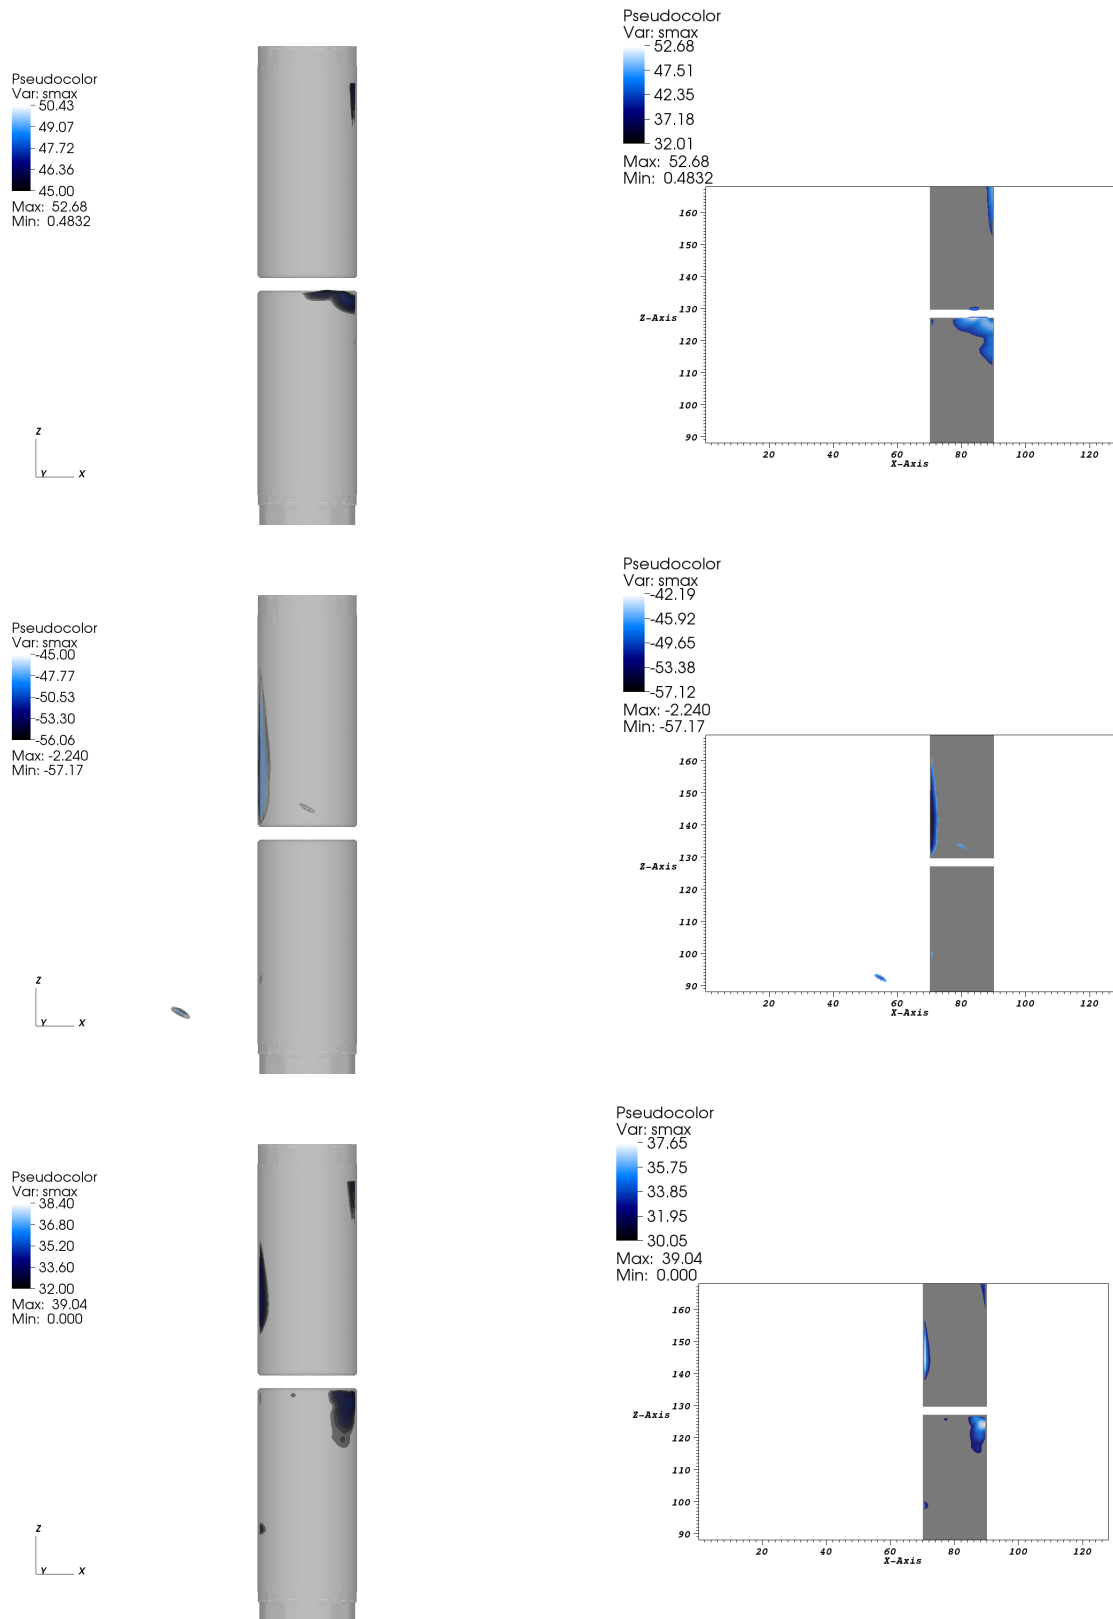 Pseudocolor
Var: smax
50.43
49.07
47.72
46.36
45.00
Max: 52.68
Min: 0.4832
Z
Y X
Pseudocolor
Var: smax
52.68
47.51
42.35
37.18
32.01
Max: 52.68
Min: 0.4832
160
150
140
130
Z-Axis
120
110
100
90
20 40 60 80 100 120
X-Axis
Pseudocolor
Var: smax
-45.00
-47.77
-50.53
-53.30
-56.06
Max: -2.240
Min: -57.17
Z
Y X
Pseudocolor
Var: smax
-42.19
-45.92
-49.65
-53.38
-57.12
Max: -2.240
Min: -57.17
160
150
140
130
Z-Axis
120
110
100
90
20 40 60 80 100 120
X-Axis
Pseudocolor
Var: smax
38.40
36.80
35.20
33.60
32.00
Max: 39.04
Min: 0.000
Z
Y X
Pseudocolor
Var: smax
37.65
35.75
33.85
31.95
30.05
Max: 39.04
Min: 0.000
160
150
140
130
Z-Axis
120
110
100
90
20 40 60 80 100 120
X-Axis